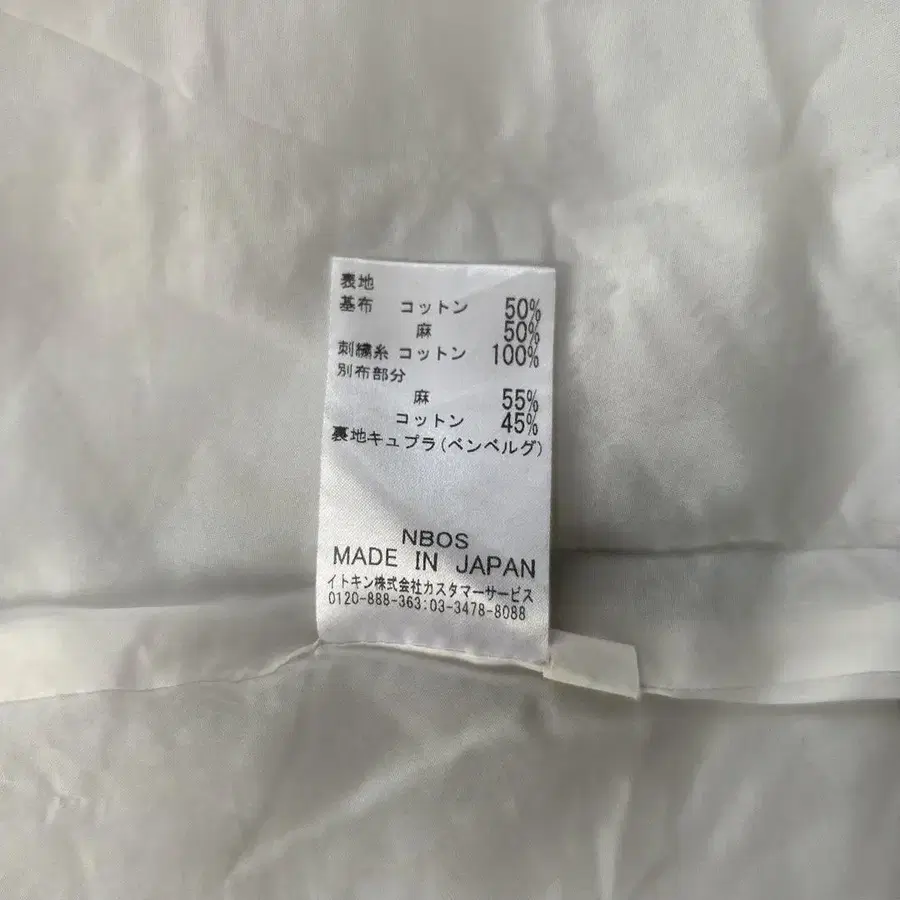 表地
基布 コットン 50%
麻 50%
刺繍糸 コットン 100%
別布部分
麻 55%
コットン 45%
裏地キュプラ(ベンベルグ)
NBOS
MADE IN JAPAN
イトキン株式会社カスタマーサービス
0120-888-363:03-3478-8088